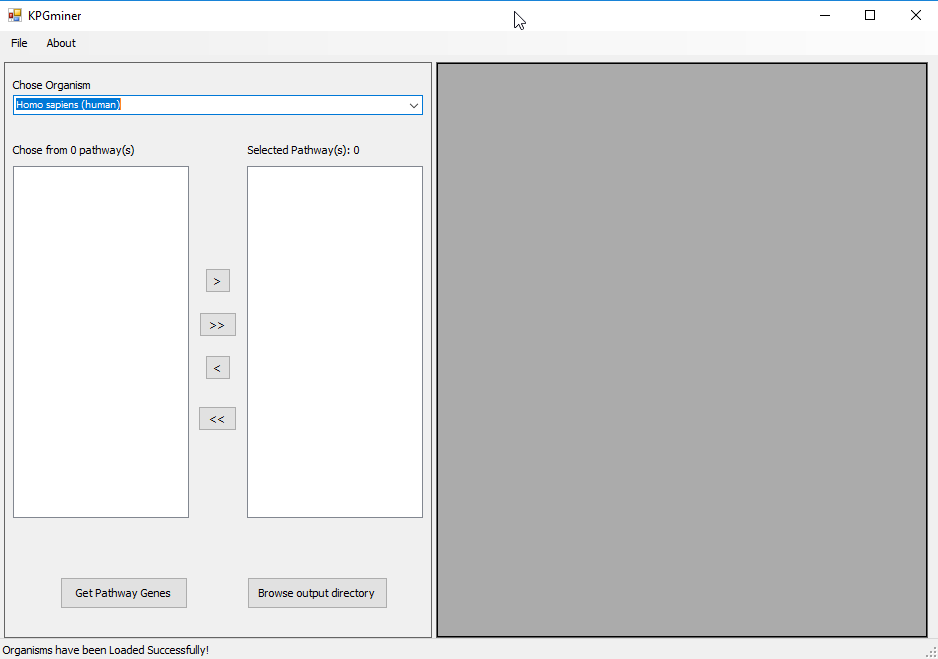 KPGminer
File About
Chose Organism
Homo sapiens (human)
Chose from 0 pathway(s) Selected Pathway(s): 0
>
>>
<
<<
Get Pathway Genes Browse output directory
Organisms have been Loaded Successfully!